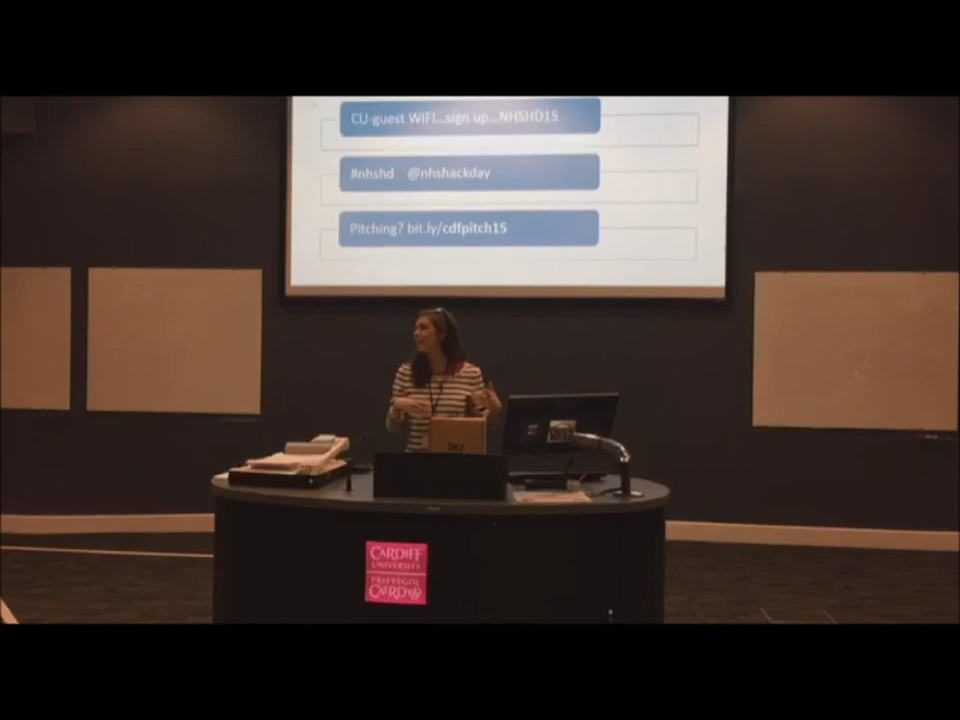 CU-guest WIFI...sign up...NHSHD15
#nhshd @nhshackday
Pitching? bit.ly/cdfpitch15
CARDIFF
UNIVERSITY
PRIFYSGOL
CAERDYDD